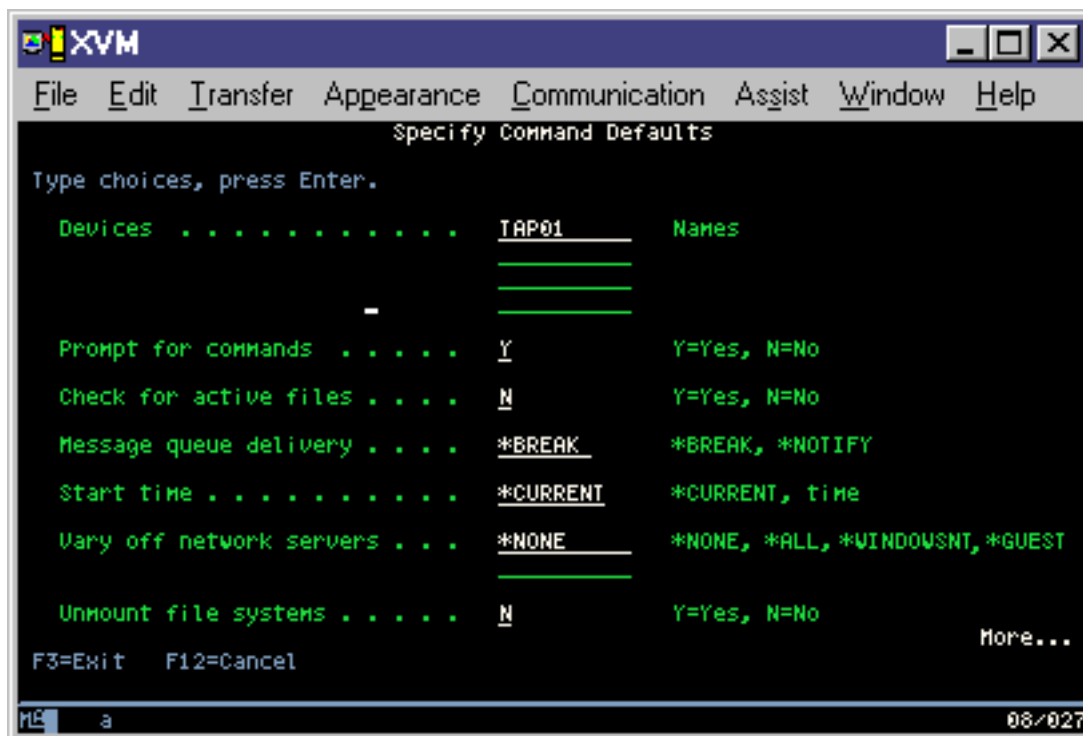 XVM
File Edit Transfer Appearance Communication Assist Window Help
Specify Command Defaults
Type choices, press Enter.
Devices . . . . . . . . . . . TAP01 Names
Prompt for commands . . . . . Y Y=Yes, N=No
Check for active files . . . . N Y=Yes, N=No
Message queue delivery . . . . *BREAK *BREAK, *NOTIFY
Start time . . . . . . . . . . *CURRENT *CURRENT, time
Vary off network servers . . . *NONE *NONE, *ALL, *WINDOWSNT, *GUEST
Unmount file systems . . . . . N Y=Yes, N=No
More...
F3=Exit F12=Cancel
MA a 08/027